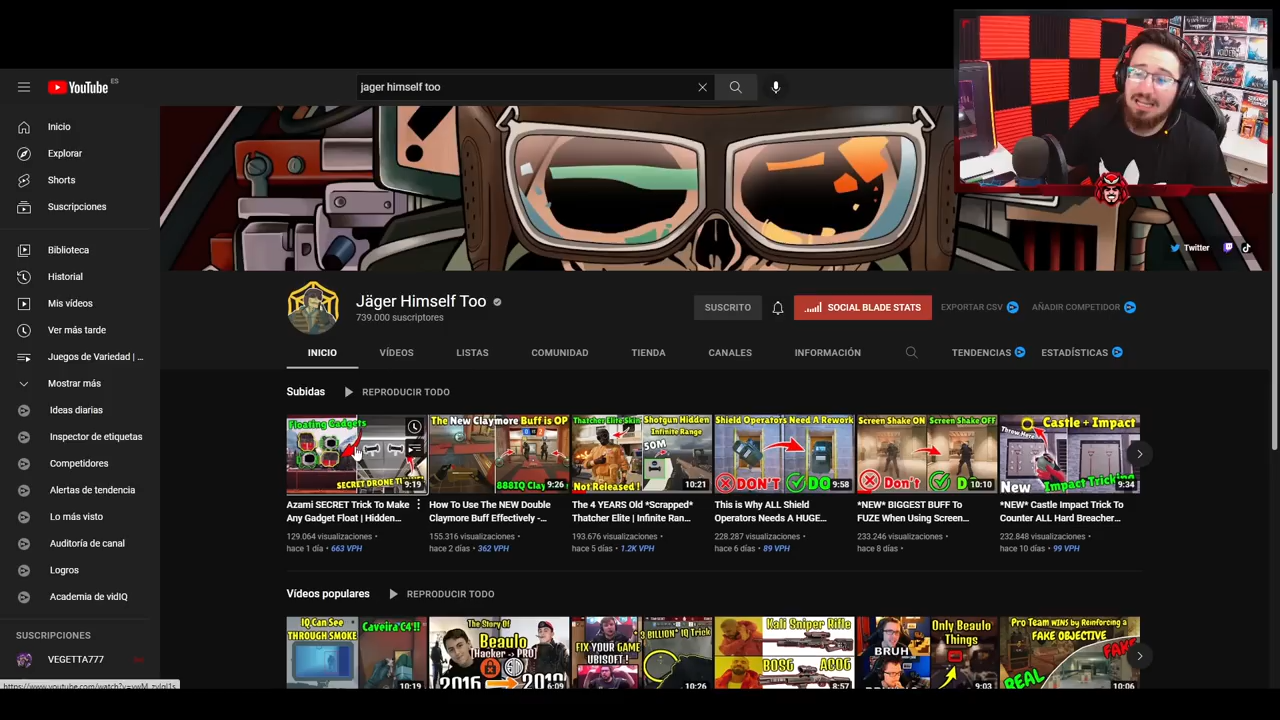 YouTube ES
jager himself too
Inicio
Explorar
Shorts
Suscripciones
Biblioteca
Historial
Mis vídeos
Ver más tarde
Juegos de Variedad | ...
Mostrar más
Ideas diarias
Inspector de etiquetas
Competidores
Alertas de tendencia
Lo más visto
Auditoría de canal
Logros
Academia de vidIQ
SUSCRIPCIONES
VEGETTA777
Twitter
Jäger Himself Too
739.000 suscriptores
SUSCRITO
SOCIAL BLADE STATS
EXPORTAR CSV
AÑADIR COMPETIDOR
INICIO
VÍDEOS
LISTAS
COMUNIDAD
TIENDA
CANALES
INFORMACIÓN
TENDENCIAS
ESTADÍSTICAS
Subidas
REPRODUCIR TODO
Floating Gadgets
9:19
Azami SECRET Trick To Make
Any Gadget Float | Hidden...
129.064 visualizaciones
hace 1 día • 663 VPH
The New Claymore Buff is OP
9:26
How To Use The NEW Double
Claymore Buff Effectively -...
155.316 visualizaciones
hace 2 días • 362 VPH
Thatcher Elite Skin
Shotgun Hidden
Infinite Range
50M
Not Released !
10:21
The 4 YEARS Old *Scrapped*
Thatcher Elite | Infinite Ran...
193.676 visualizaciones
hace 5 días • 1.2K VPH
Shield Operators Need A Rework
DON'T
DO
9:58
This is Why ALL Shield
Operators Needs A HUGE...
228.287 visualizaciones
hace 6 días • 89 VPH
Screen Shake ON
Screen Shake OFF
Don't
10:10
*NEW* BIGGEST BUFF To
FUZE When Using Screen...
233.246 visualizaciones
hace 8 días •
Castle + Impact
Throw Here
New
Impact Tricking
9:34
*NEW* Castle Impact Trick To
Counter ALL Hard Breacher...
232.848 visualizaciones
hace 10 días • 99 VPH
Vídeos populares
REPRODUCIR TODO
IQ Can See
THROUGH SMOKE
Caveira C4!!
10:19
The Story Of
Beaulo
Hacker -> PRO
2016
2018
6:09
FIX YOUR GAME
UBISOFT !
3 BILLION* IQ Trick
10:26
Kali Sniper Rifle
BOSG
ACOG
8:57
BRUH
Only Beaulo
Things
9:03
Pro Team WINS by Reinforcing a
FAKE OBJECTIVE
REAL
FAKE
10:06